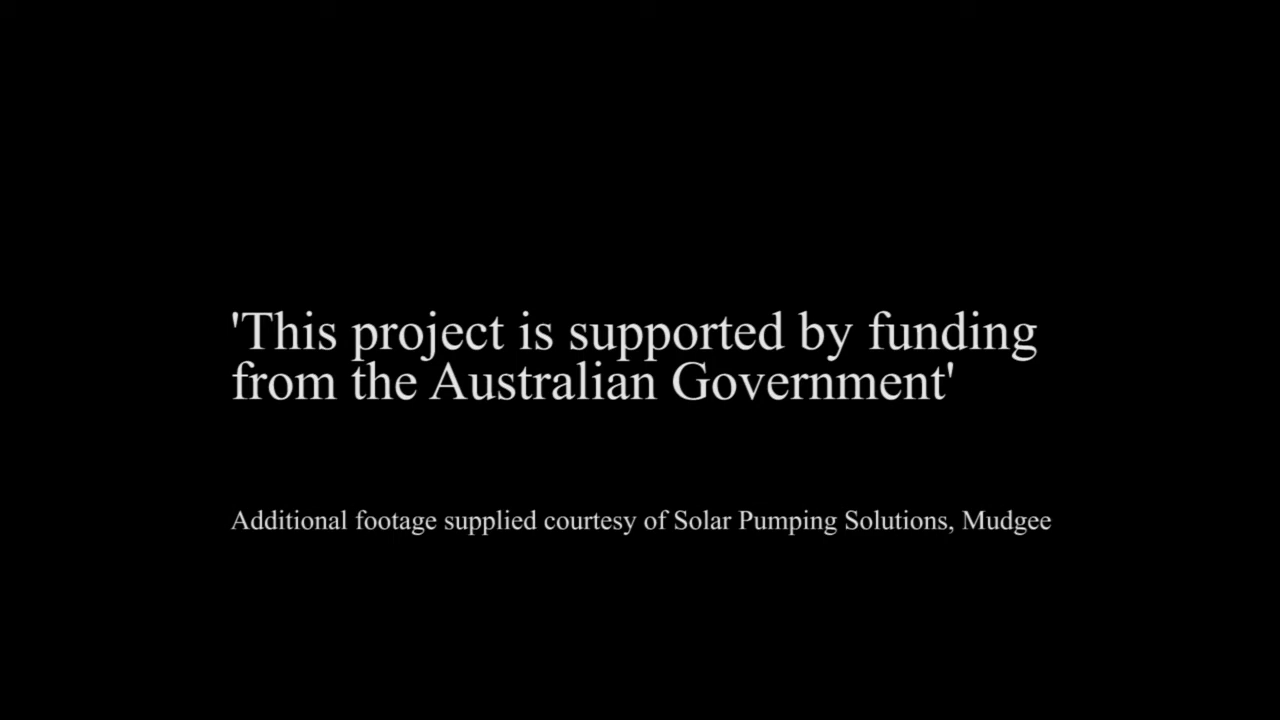 'This project is supported by funding
from the Australian Government'
Additional footage supplied courtesy of Solar Pumping Solutions, Mudgee